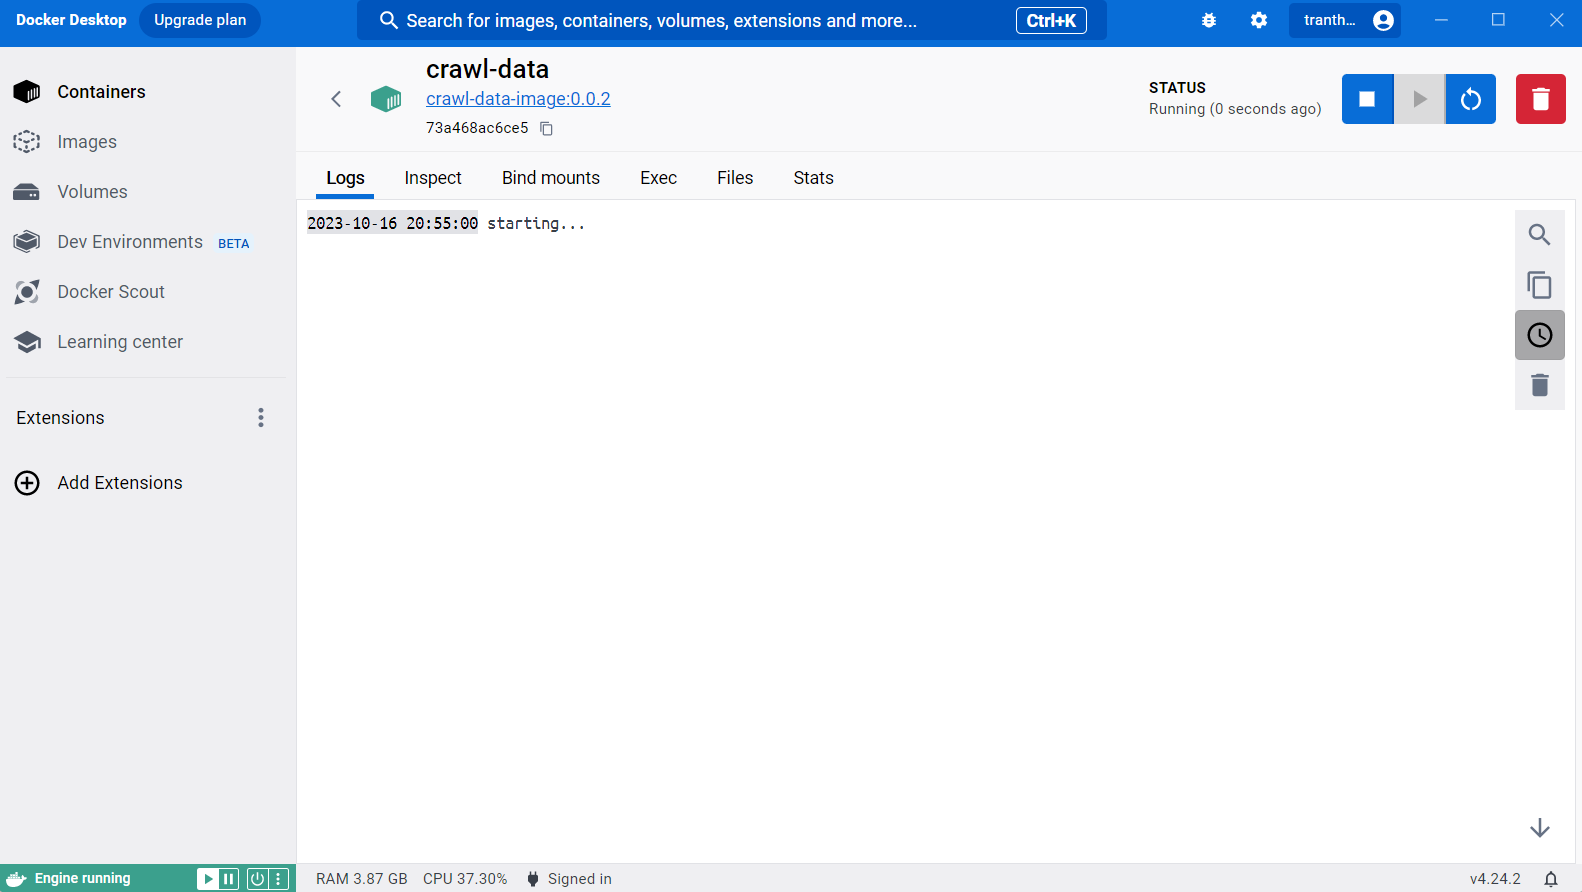 Docker Desktop Upgrade plan Search for images, containers, volumes, extensions and more... Ctrl+K tranth...
Containers
Images
Volumes
Dev Environments BETA
Docker Scout
Learning center
Extensions
Add Extensions
crawl-data
crawl-data-image:0.0.2
73a468ac6ce5
STATUS
Running (0 seconds ago)
Logs Inspect Bind mounts Exec Files Stats
2023-10-16 20:55:00 starting...
Engine running RAM 3.87 GB CPU 37.30% Signed in v4.24.2